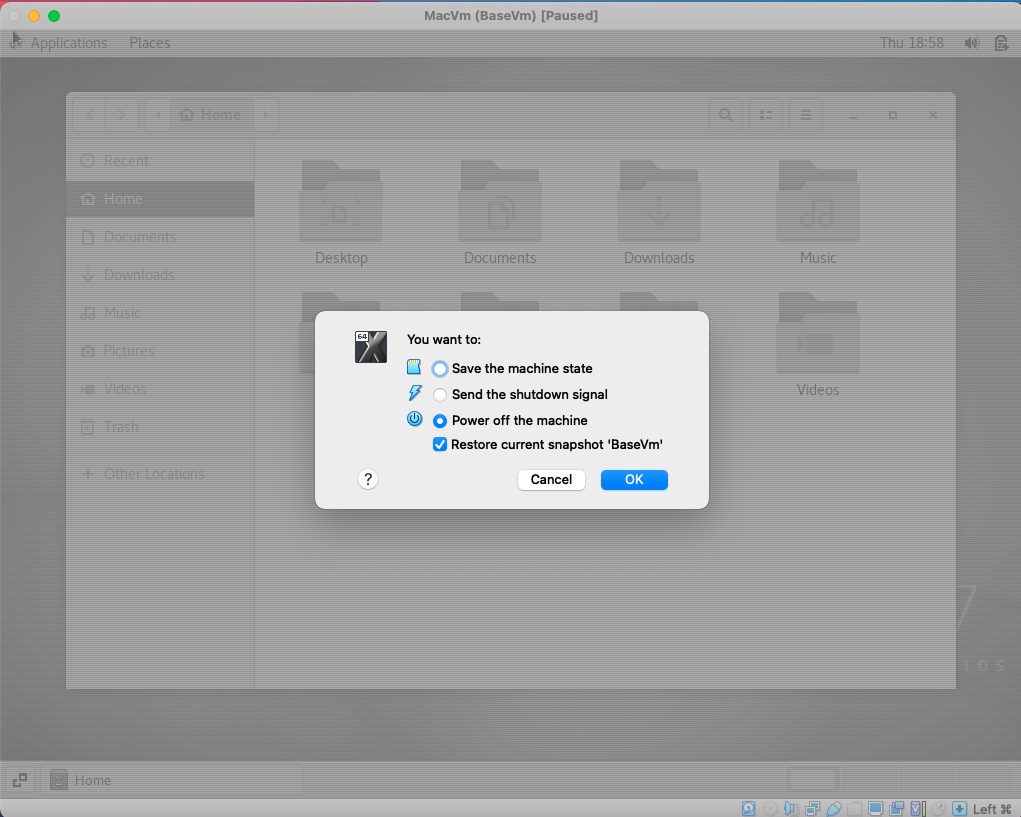 MacVm (BaseVm) [Paused]
Applications Places Thu 18:58
Home
Recent
Home
Documents
Downloads
Music
Pictures
Videos
Trash
Other Locations
Desktop Documents Downloads Music
Videos
64
You want to:
Save the machine state
Send the shutdown signal
Power off the machine
Restore current snapshot 'BaseVm'
? Cancel OK
7
TOS
Home
Left ⌘